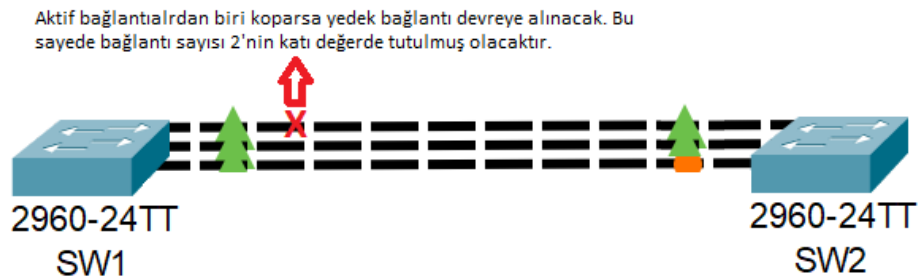 Aktif bağlantıalrdan biri koparsa yedek bağlantı devreye alınacak. Bu
sayede bağlantı sayısı 2'nin katı değerde tutulmuş olacaktır.
X
2960-24TT
SW1
2960-24TT
SW2